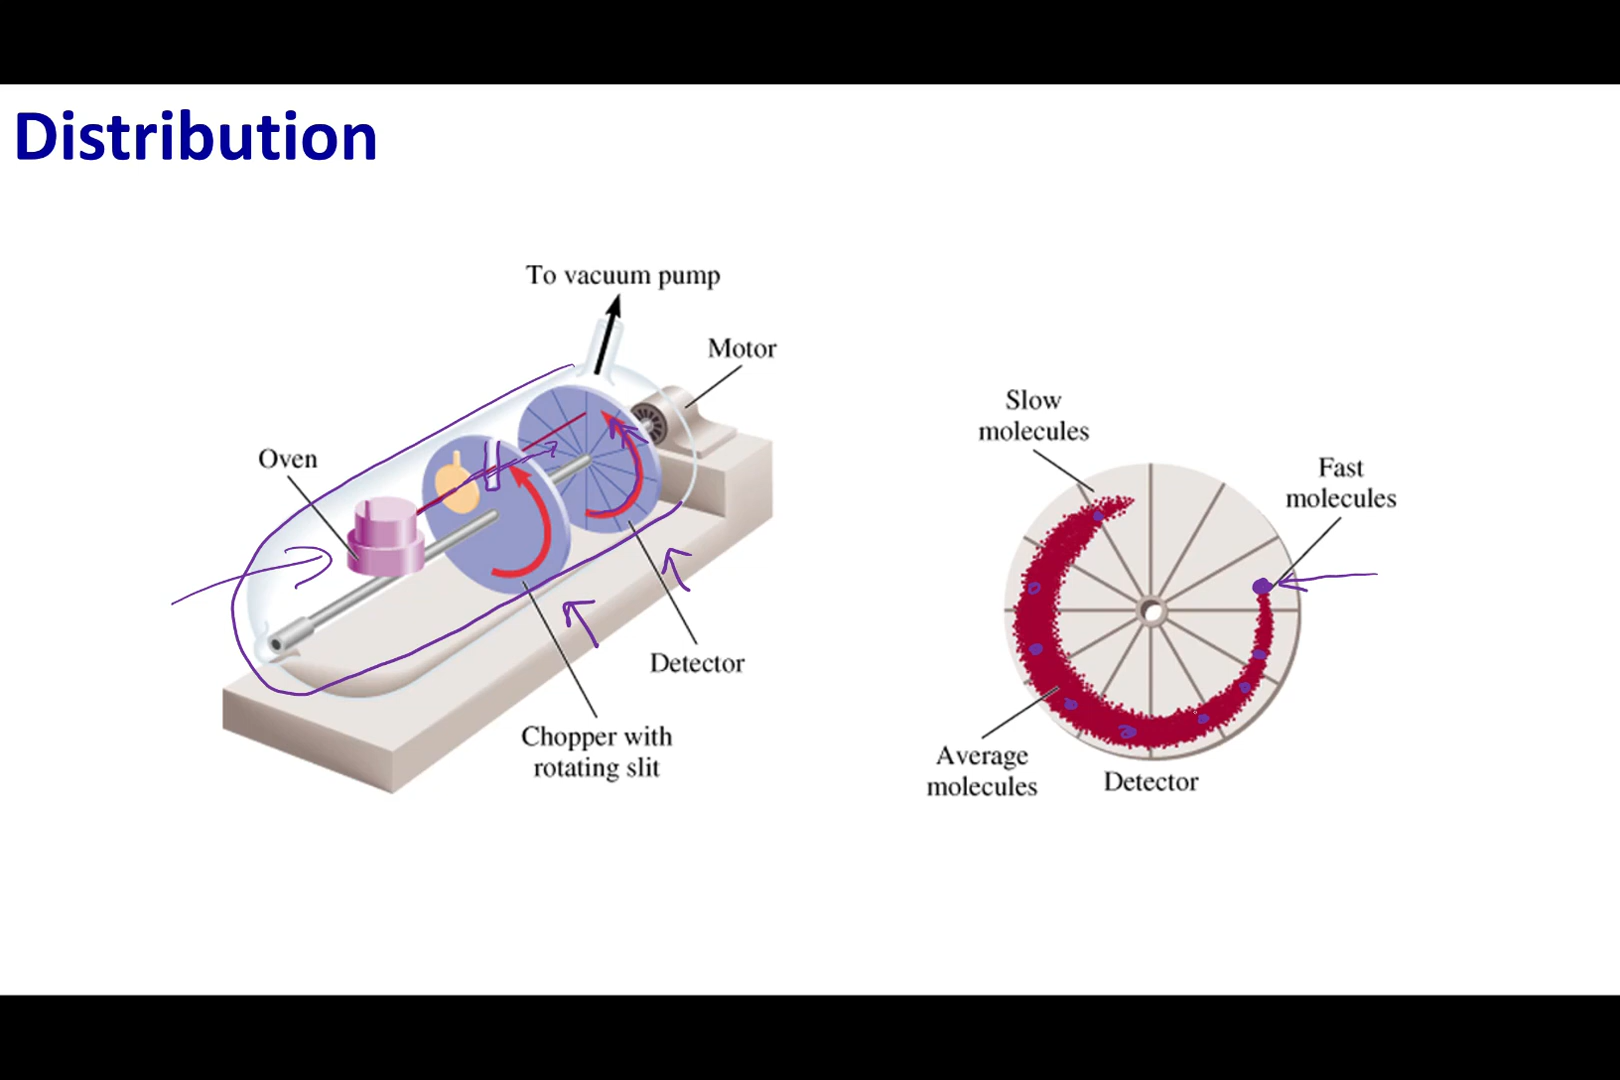 Distribution
To vacuum pump
Motor
Oven
Detector
Chopper with
rotating slit
Slow
molecules
Fast
molecules
Average
molecules
Detector